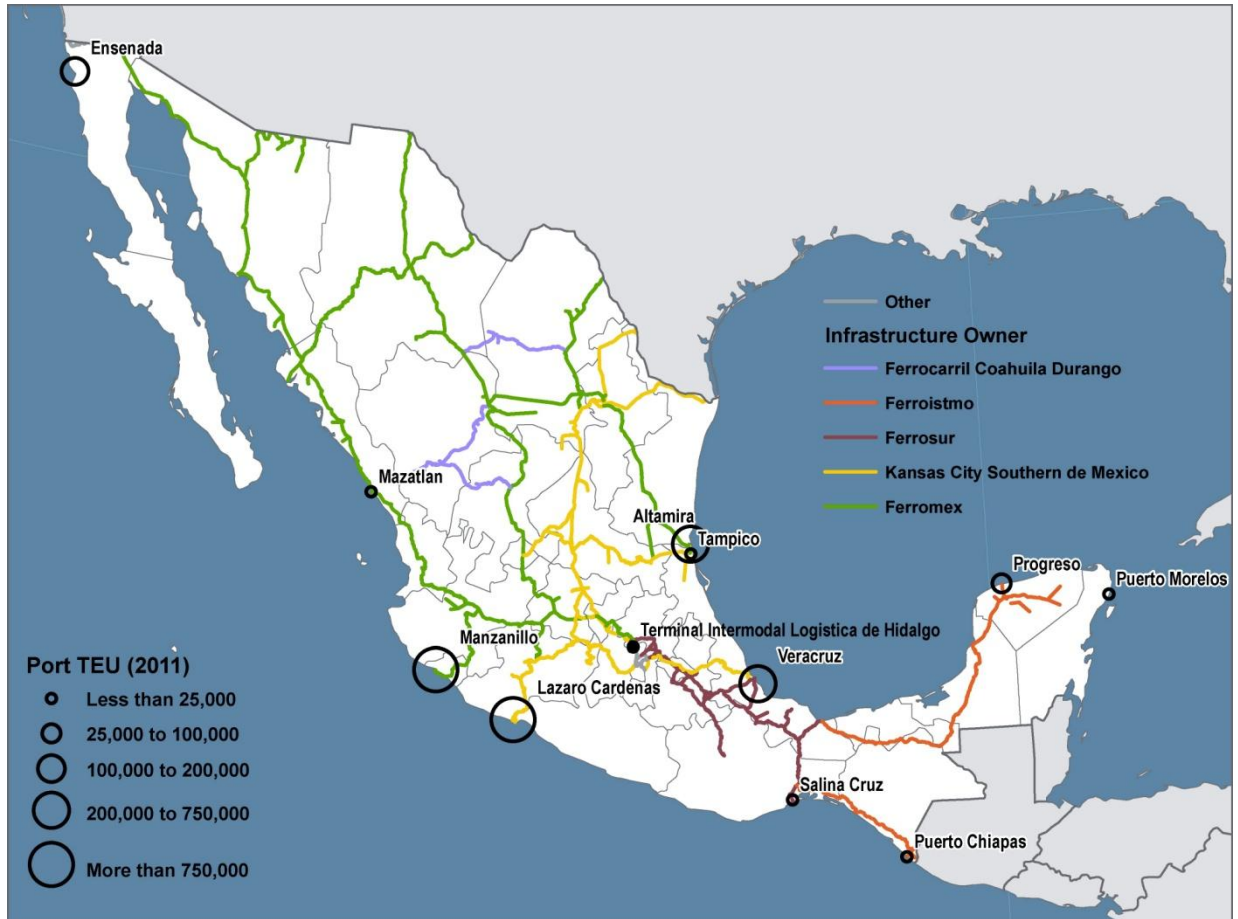 Ensenada
Other
Infrastructure Owner
Ferrocarril Coahuila Durango
Ferroistmo
Ferrosur
Kansas City Southern de Mexico
Ferromex
Mazatlan
Altamira
Tampico
Progreso
Puerto Morelos
Manzanillo
Terminal Intermodal Logistica de Hidalgo
Veracruz
Lazaro Cardenas
Salina Cruz
Puerto Chiapas
Port TEU (2011)
Less than 25,000
25,000 to 100,000
100,000 to 200,000
200,000 to 750,000
More than 750,000